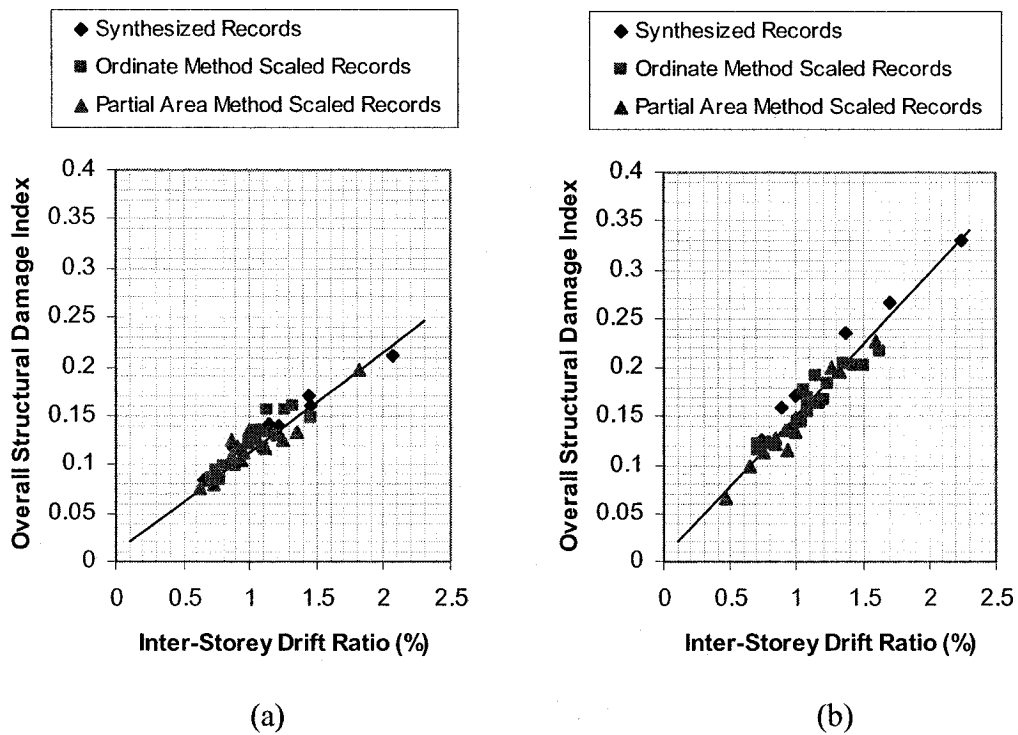 Synthesized Records
Ordinate Method Scaled Records
Partial Area Method Scaled Records
Overall Structural Damage Index
0.4
0.35
0.3
0.25
0.2
0.15
0.1
0.05
0
0 0.5 1 1.5 2 2.5
Inter-Storey Drift Ratio (%)
(a)
Synthesized Records
Ordinate Method Scaled Records
Partial Area Method Scaled Records
Overall Structural Damage Index
0.4
0.35
0.3
0.25
0.2
0.15
0.1
0.05
0
0 0.5 1 1.5 2 2.5
Inter-Storey Drift Ratio (%)
(b)